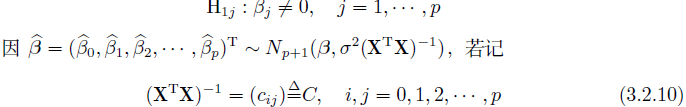 H₁ⱼ : βⱼ ≠ 0, j = 1, ⋯ , p
因 β̂ = (β̂₀, β̂₁, β̂₂, ⋯ , β̂ₚ)ᵀ ∼ Nₚ₊₁(β, σ²(XᵀX)⁻¹), 若记
(XᵀX)⁻¹ = (cᵢⱼ) ≜ C, i, j = 0, 1, 2, ⋯ , p (3.2.10)